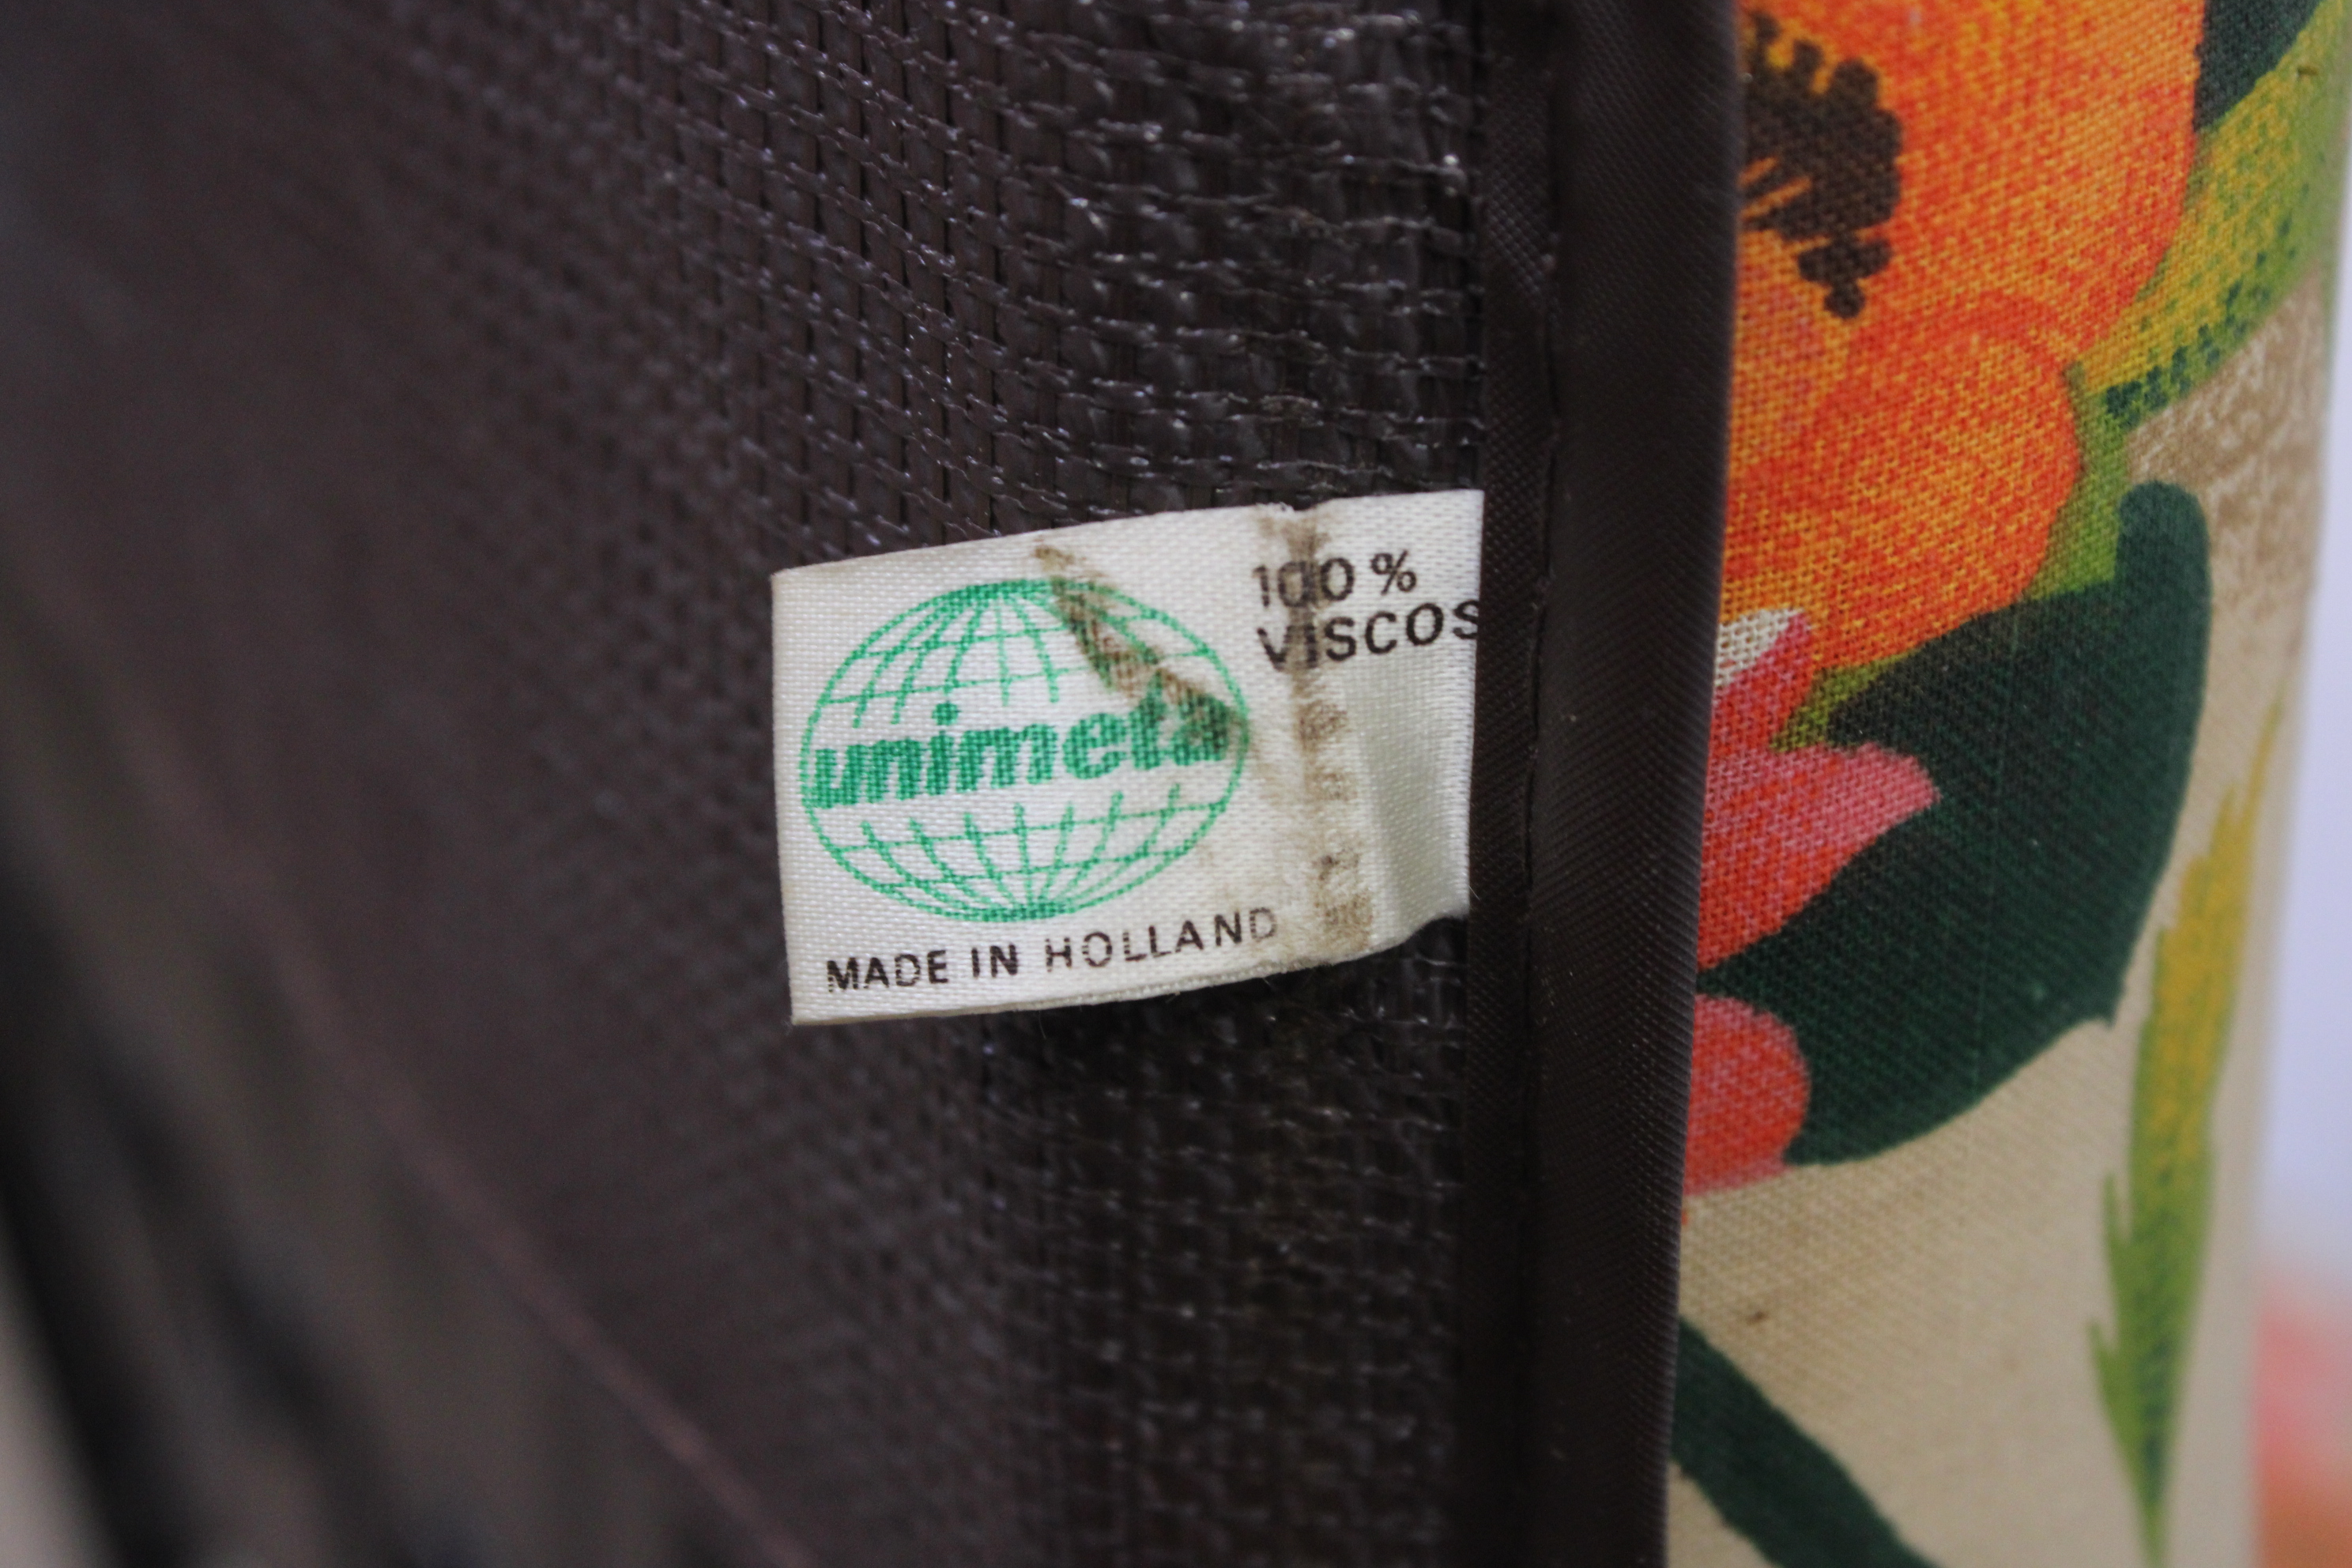 100%
VISCOS
unimeta
MADE IN HOLLAND